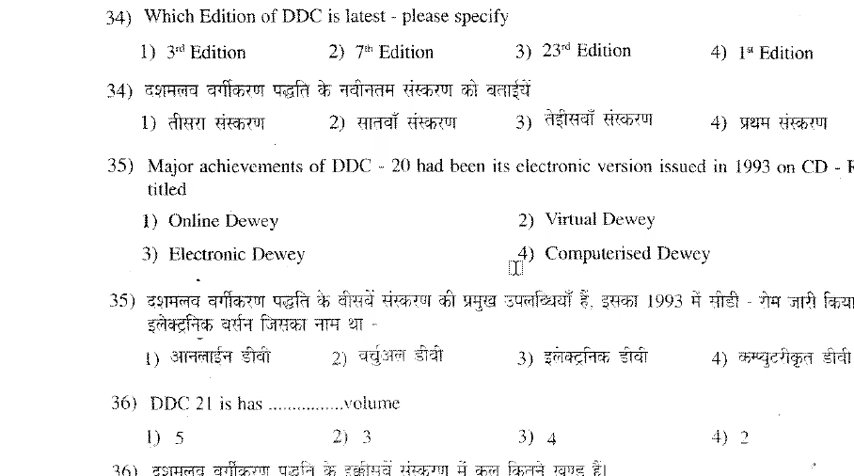 34) Which Edition of DDC is latest - please specify
1) 3rd Edition 2) 7th Edition 3) 23rd Edition 4) 1st Edition
34) दशमलव वर्गीकरण पद्धति के नवीनतम संस्करण को बताईयें
1) तीसरा संस्करण 2) सातवाँ संस्करण 3) तेईसवाँ संस्करण 4) प्रथम संस्करण
35) Major achievements of DDC - 20 had been its electronic version issued in 1993 on CD - R
titled
1) Online Dewey 2) Virtual Dewey
3) Electronic Dewey 4) Computerised Dewey
35) दशमलव वर्गीकरण पद्धति के वीसवें संस्करण की प्रमुख उपलब्धियाँ हैं, इसका 1993 में सीडी - रोम जारी किया
इलेक्ट्रनिक वर्सन जिसका नाम था -
1) आनलाईन डीवी 2) वर्चुअल डीवी 3) इलेक्ट्रनिक डीवी 4) कम्प्युटरीकृत डीवी
36) DDC 21 is has ................volume
1) 5 2) 3 3) 4 4) 2
36) दशमलव वर्गीकरण पद्धति के इक्कीसवें संस्करण में कुल कितने खण्ड हैं।